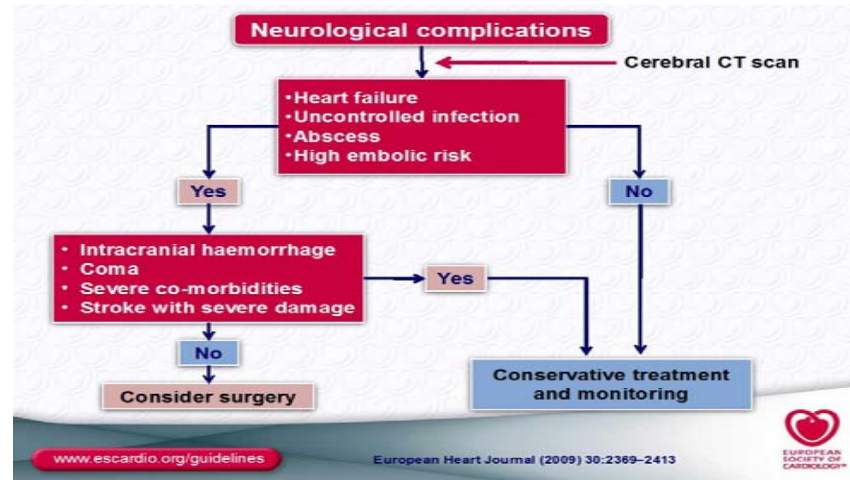 Neurological complications
Cerebral CT scan
•Heart failure
•Uncontrolled infection
•Abscess
•High embolic risk
Yes
No
• Intracranial haemorrhage
• Coma
• Severe co-morbidities
• Stroke with severe damage
Yes
No
Consider surgery
Conservative treatment
and monitoring
www.escardio.org/guidelines
European Heart Journal (2009) 30:2369–2413
EUROPEAN
SOCIETY OF
CARDIOLOGY®